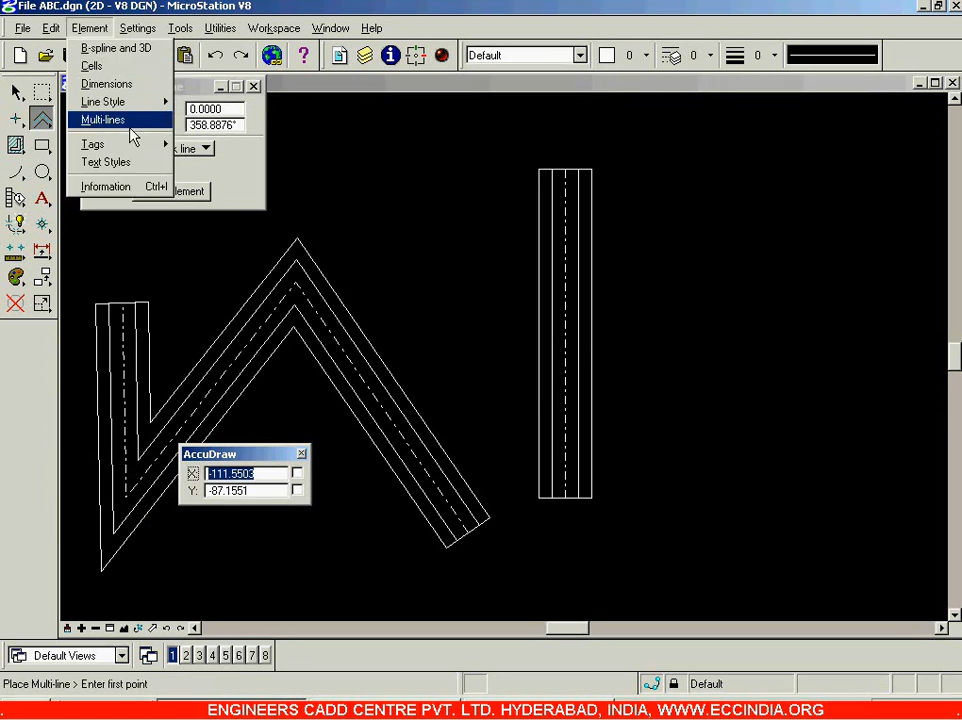 File ABC.dgn (2D - V8 DGN) - MicroStation V8
File Edit Element Settings Tools Utilities Workspace Window Help
B-spline and 3D
Cells
Dimensions
Line Style
Multi-lines
Tags
Text Styles
Information Ctrl+I
Default
0
0
0
0.0000
358.8876°
line
lement
AccuDraw
X: -111.5503
Y: -87.1551
Default Views
1 2 3 4 5 6 7 8
Place Multi-line > Enter first point
Default
ENGINEERS CADD CENTRE PVT. LTD. HYDERABAD, INDIA, WWW.ECCINDIA.ORG